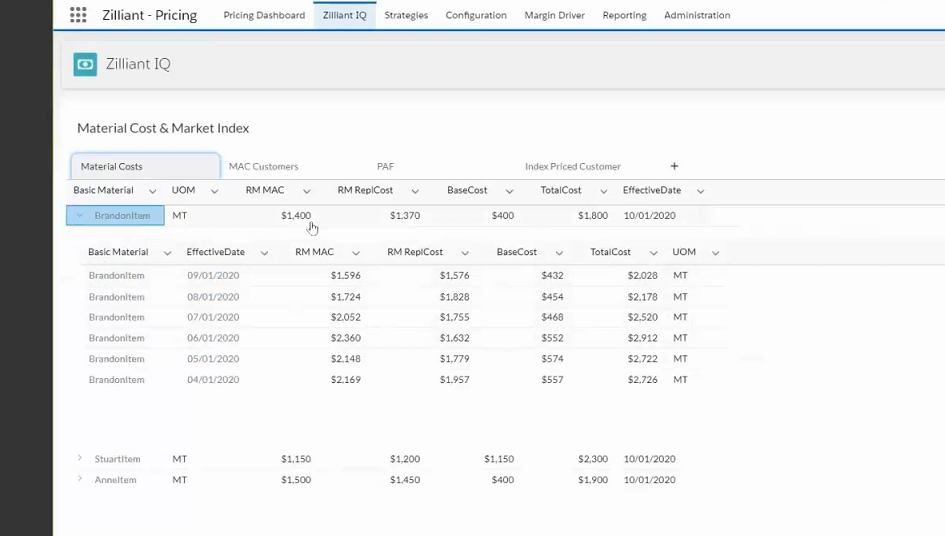 Zilliant - Pricing Pricing Dashboard Zilliant IQ Strategies Configuration Margin Driver Reporting Administration
Zilliant IQ
Material Cost & Market Index
Material Costs MAC Customers PAF Index Priced Customer +
Basic Material UOM RM MAC RM ReplCost BaseCost TotalCost EffectiveDate
BrandonItem MT $1,400 $1,370 $400 $1,800 10/01/2020
Basic Material EffectiveDate RM MAC RM ReplCost BaseCost TotalCost UOM
BrandonItem 09/01/2020 $1,596 $1,576 $432 $2,028 MT
BrandonItem 08/01/2020 $1,724 $1,828 $454 $2,178 MT
BrandonItem 07/01/2020 $2,052 $1,755 $468 $2,520 MT
BrandonItem 06/01/2020 $2,360 $1,632 $552 $2,912 MT
BrandonItem 05/01/2020 $2,148 $1,779 $574 $2,722 MT
BrandonItem 04/01/2020 $2,169 $1,957 $557 $2,726 MT
StuartItem MT $1,150 $1,200 $1,150 $2,300 10/01/2020
AnneItem MT $1,500 $1,450 $400 $1,900 10/01/2020